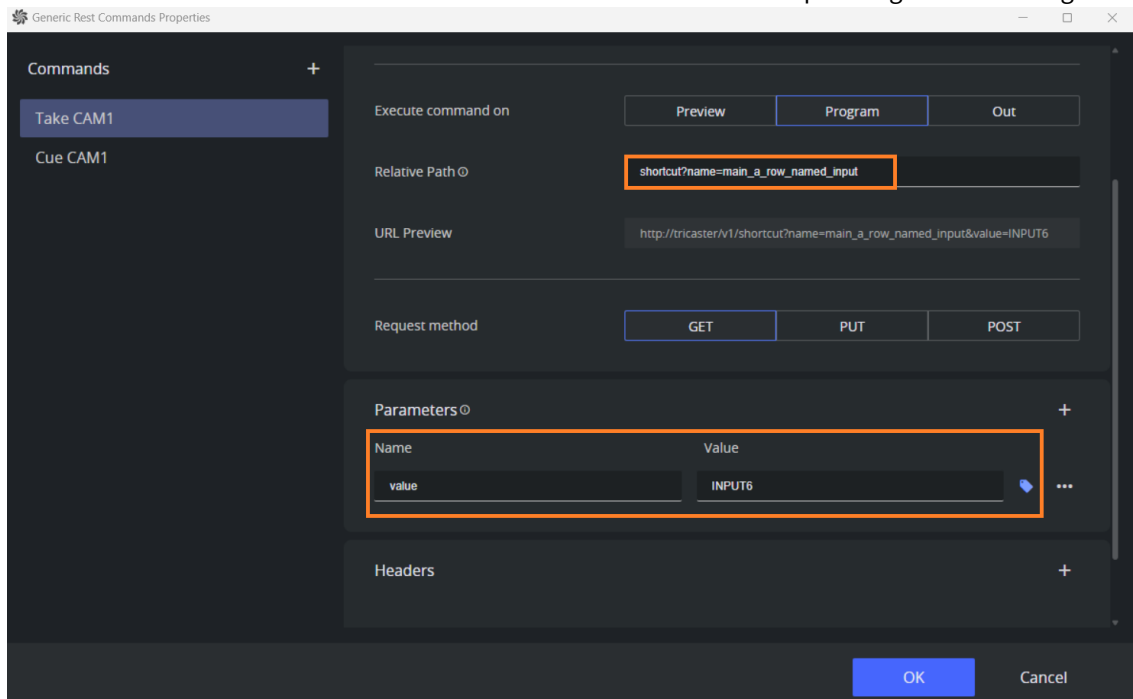 Generic Rest Commands Properties
Commands +
Take CAM1
Cue CAM1
Execute command on Preview Program Out
Relative Path shortcut?name=main_a_row_named_input
URL Preview http://tricaster/v1/shortcut?name=main_a_row_named_input&value=INPUT6
Request method GET PUT POST
Parameters +
Name Value
value INPUT6
Headers +
OK Cancel